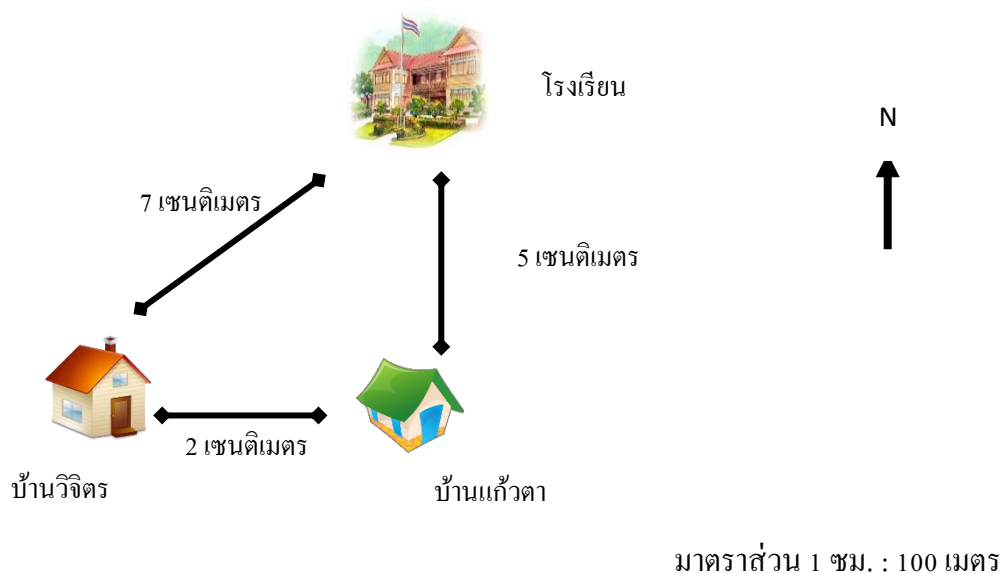 โรงเรียน
N
7 เซนติเมตร
5 เซนติเมตร
2 เซนติเมตร
บ้านวิจิตร
บ้านแก้วตา
มาตราส่วน 1 ซม. : 100 เมตร